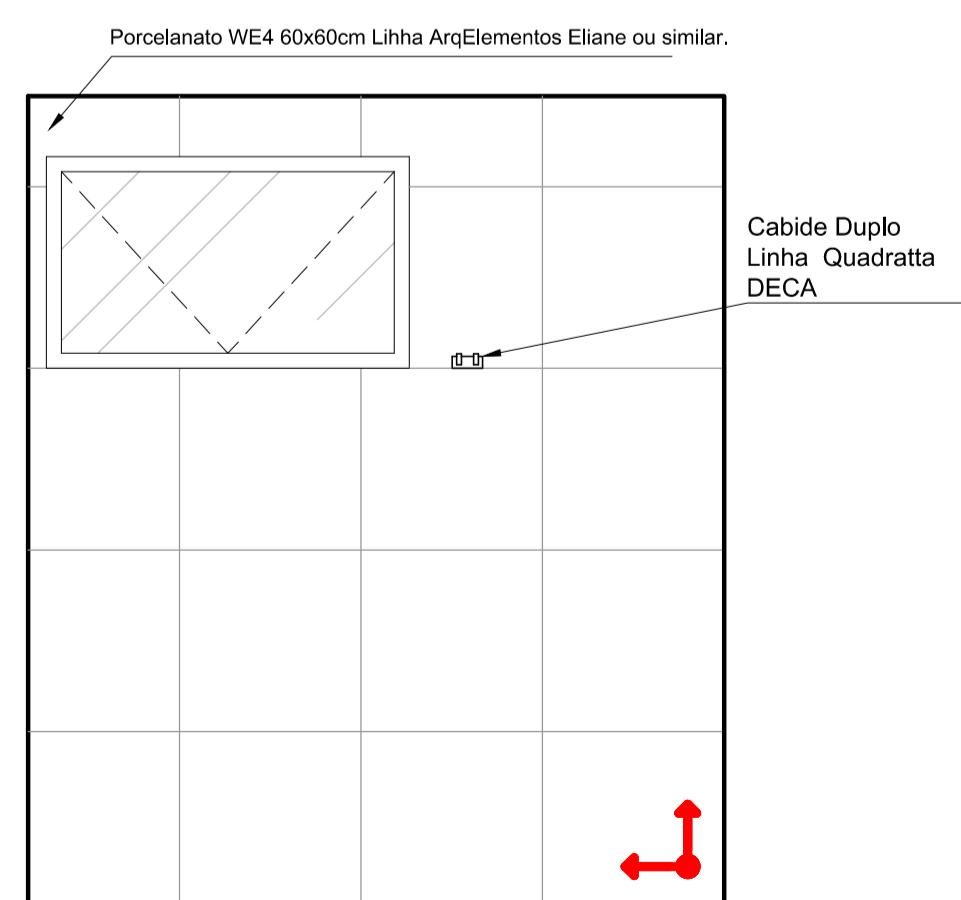 Porcelanato WE4 60x60cm Lihha ArqElementos Eliane ou similar.
Cabide Duplo
Linha Quadratta
DECA